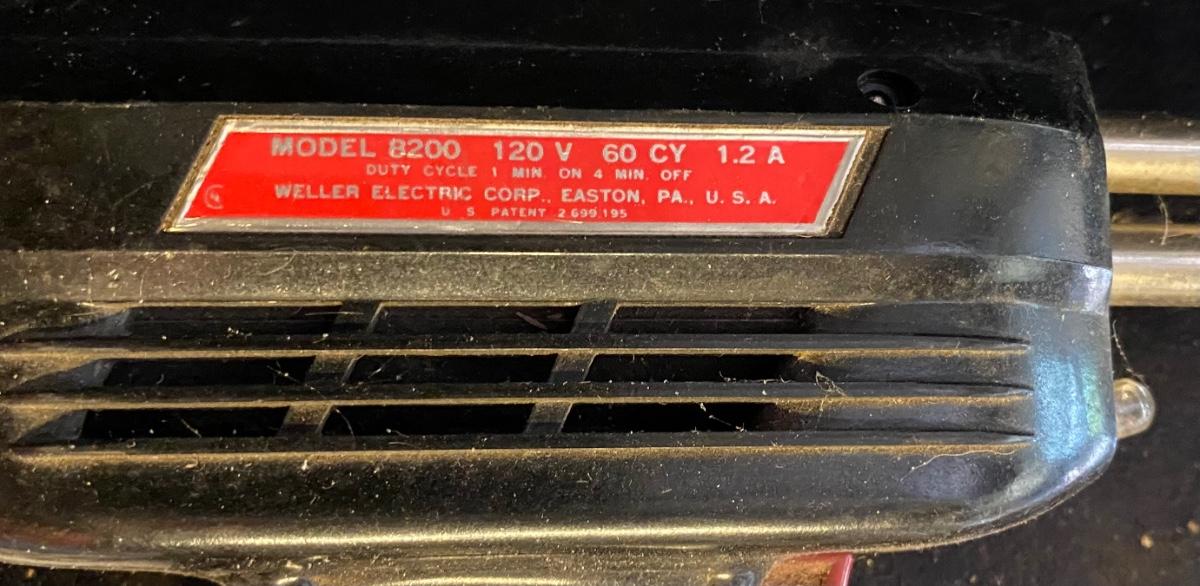 MODEL 8200 120 V 60 CY 1.2 A
DUTY CYCLE 1 MIN. ON 4 MIN. OFF
WELLER ELECTRIC CORP., EASTON, PA., U. S. A.
U S PATENT 2.699.195